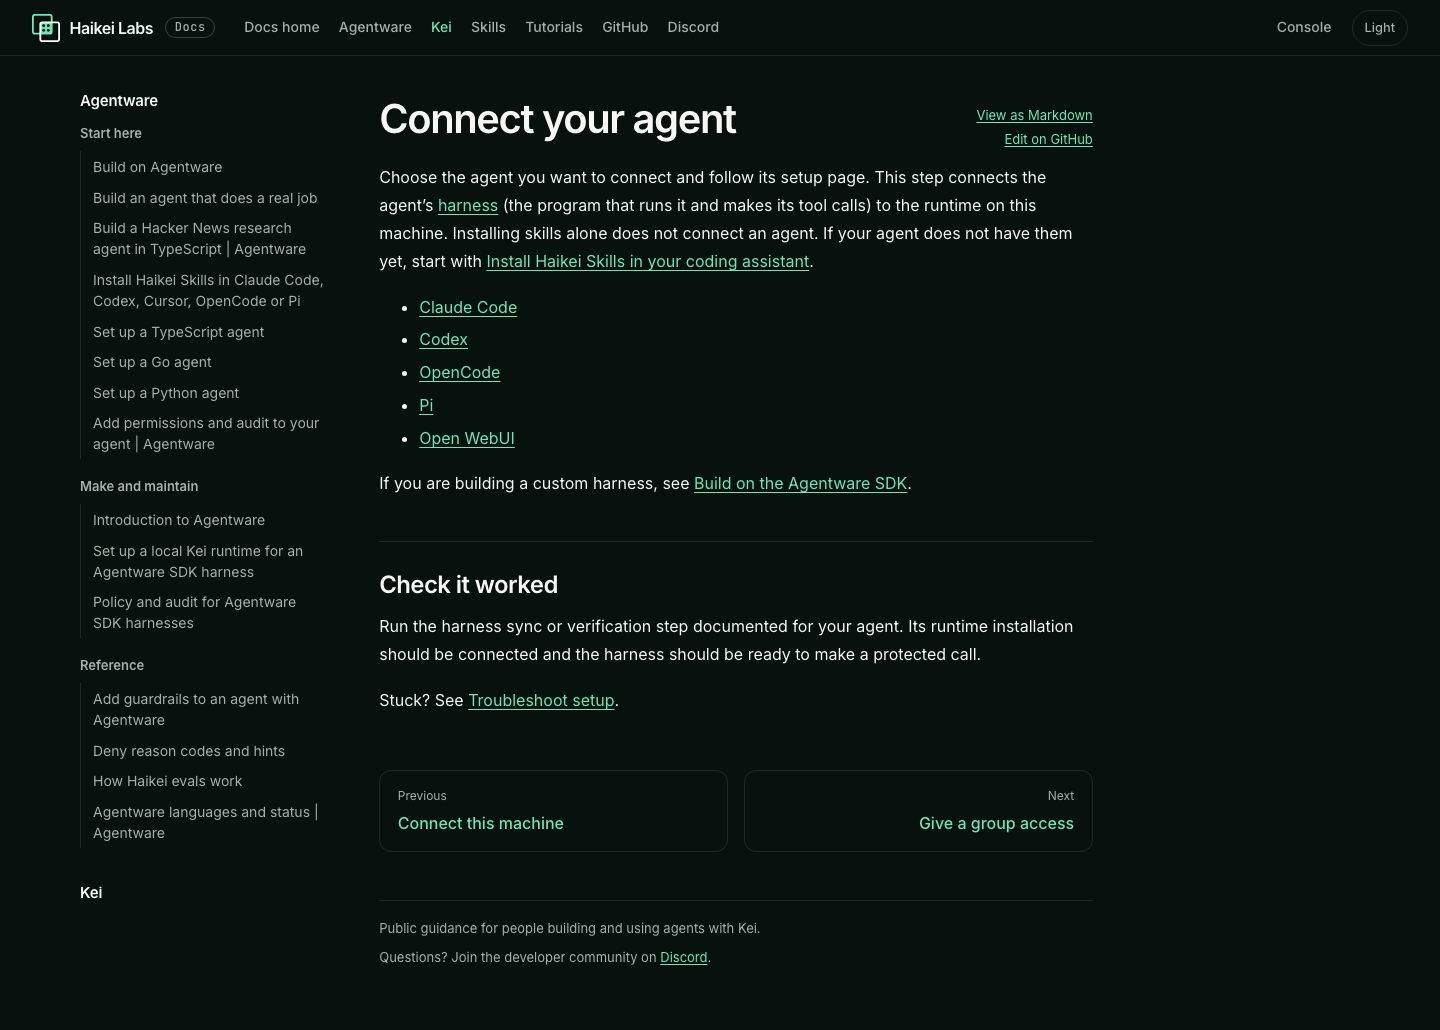 Haikei Labs
Docs
Docs home
Agentware
Kei
Skills
Tutorials
GitHub
Discord
Console
Light
Agentware
Start here
Build on Agentware
Build an agent that does a real job
Build a Hacker News research
agent in TypeScript | Agentware
Install Haikei Skills in Claude Code,
Codex, Cursor, OpenCode or Pi
Set up a TypeScript agent
Set up a Go agent
Set up a Python agent
Add permissions and audit to your
agent | Agentware
Make and maintain
Introduction to Agentware
Set up a local Kei runtime for an
Agentware SDK harness
Policy and audit for Agentware
SDK harnesses
Reference
Add guardrails to an agent with
Agentware
Deny reason codes and hints
How Haikei evals work
Agentware languages and status |
Agentware
Kei
Connect your agent
View as Markdown
Edit on GitHub
Choose the agent you want to connect and follow its setup page. This step connects the
agent’s harness (the program that runs it and makes its tool calls) to the runtime on this
machine. Installing skills alone does not connect an agent. If your agent does not have them
yet, start with Install Haikei Skills in your coding assistant.
Claude Code
Codex
OpenCode
Pi
Open WebUI
If you are building a custom harness, see Build on the Agentware SDK.
Check it worked
Run the harness sync or verification step documented for your agent. Its runtime installation
should be connected and the harness should be ready to make a protected call.
Stuck? See Troubleshoot setup.
Previous
Connect this machine
Next
Give a group access
Public guidance for people building and using agents with Kei.
Questions? Join the developer community on Discord.